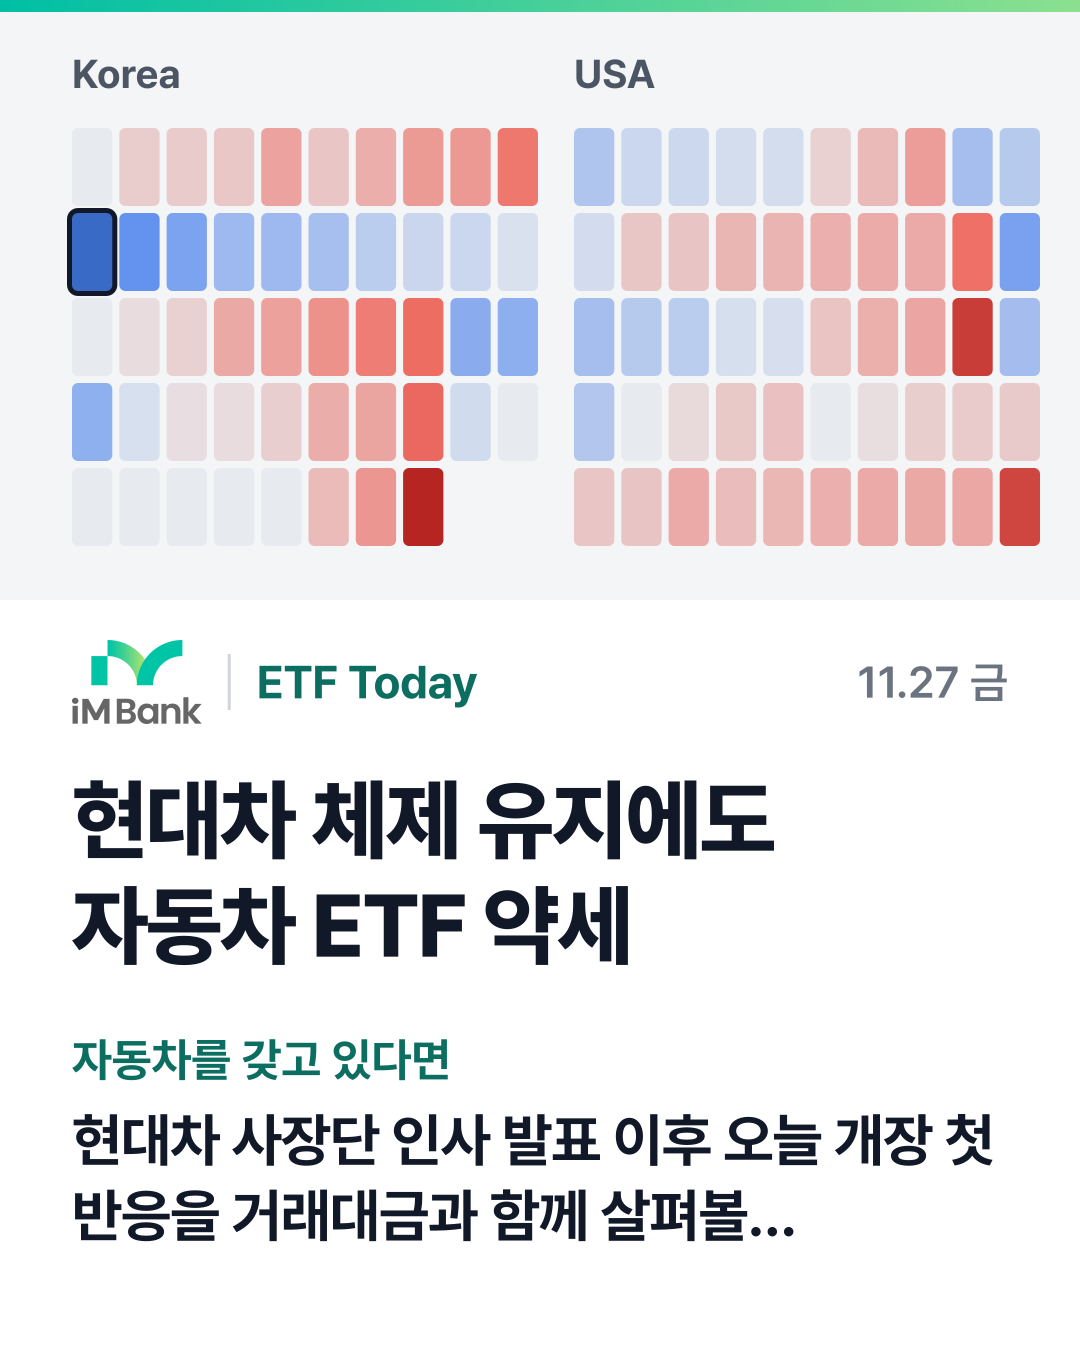 Korea
USA
iM Bank
ETF Today
11.27 금
현대차 체제 유지에도
자동차 ETF 약세
자동차를 갖고 있다면
현대차 사장단 인사 발표 이후 오늘 개장 첫
반응을 거래대금과 함께 살펴볼...